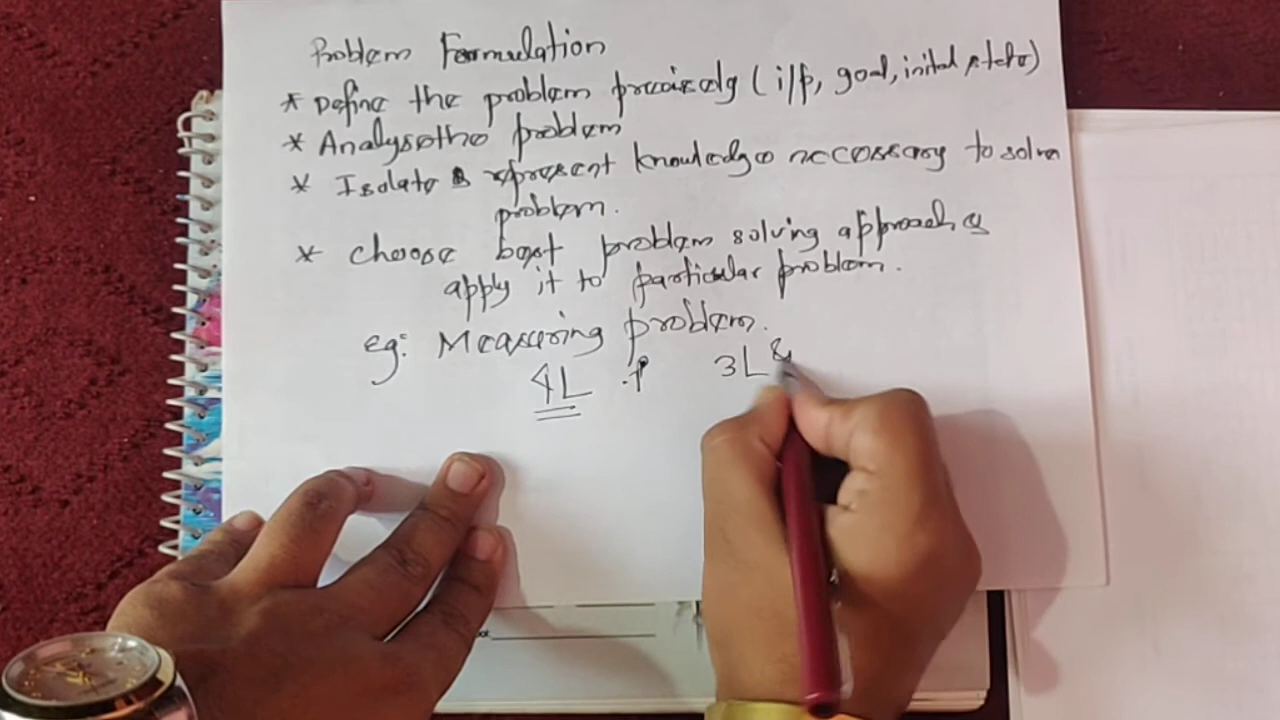 Problem Formulation
* Define the problem precisely (i/p, goal, initial state)
* Analyse the problem
* Isolate & represent knowledge necessary to solve
problem.
* choose best problem solving approach &
apply it to particular problem.
eg: Measuring problem.
4L 3L &